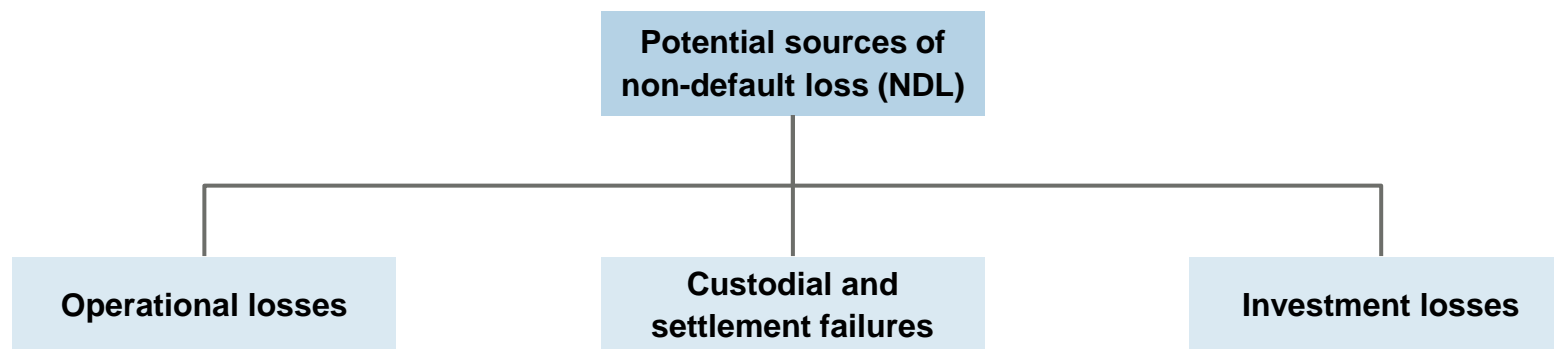 Potential sources of
non-default loss (NDL)
Operational losses
Custodial and
settlement failures
Investment losses